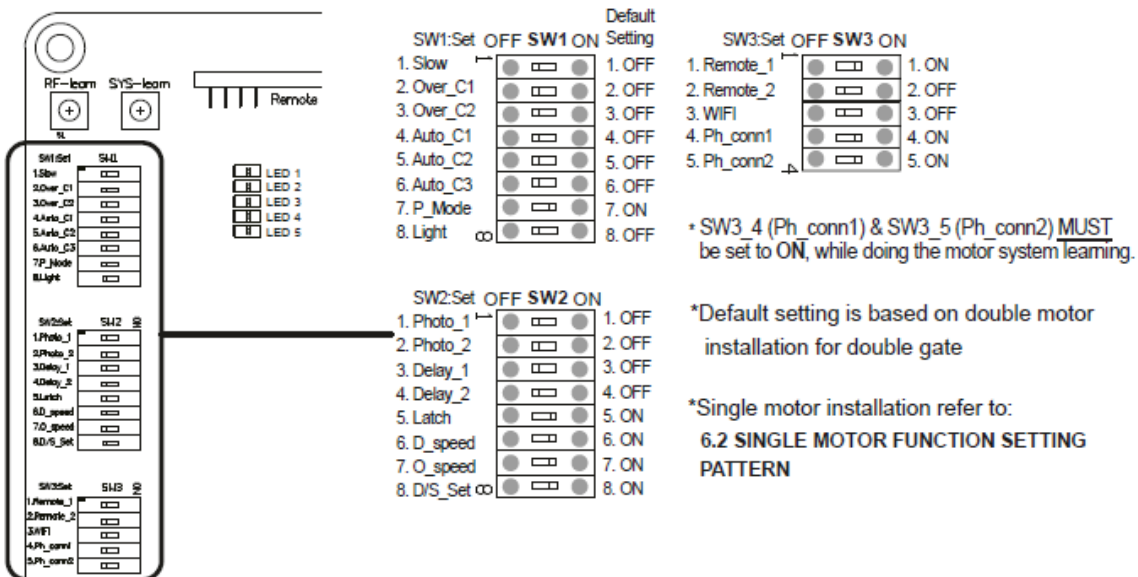 RF-learn SYS-learn
SL
Remote
LED 1
LED 2
LED 3
LED 4
LED 5
SW1:Set SW1
1.Slow
2.Over_C1
3.Over_C2
4.Auto_C1
5.Auto_C2
6.Auto_C3
7.P_Mode
8.Light
SW2:Set SW2 ON
1.Photo_1
2.Photo_2
3.Delay_1
4.Delay_2
5.Latch
6.D_speed
7.O_speed
8.D/S_Set
SW3:Set SW3 ON
1.Remote_1
2.Remote_2
3.WIFI
4.Ph_conn1
5.Ph_conn2
Default
SW1:Set OFF SW1 ON Setting
1. Slow 1 1. OFF
2. Over_C1 2. OFF
3. Over_C2 3. OFF
4. Auto_C1 4. OFF
5. Auto_C2 5. OFF
6. Auto_C3 6. OFF
7. P_Mode 7. ON
8. Light 8 8. OFF
SW2:Set OFF SW2 ON
1. Photo_1 1 1. OFF
2. Photo_2 2. OFF
3. Delay_1 3. OFF
4. Delay_2 4. OFF
5. Latch 5. ON
6. D_speed 6. ON
7. O_speed 7. ON
8. D/S_Set 8 8. ON
SW3:Set OFF SW3 ON
1. Remote_1 1 1. ON
2. Remote_2 2. OFF
3. WIFI 3. OFF
4. Ph_conn1 4. ON
5. Ph_conn2 5. ON
* SW3_4 (Ph_conn1) & SW3_5 (Ph_conn2) MUST
be set to ON, while doing the motor system learning.
*Default setting is based on double motor
installation for double gate
*Single motor installation refer to:
6.2 SINGLE MOTOR FUNCTION SETTING
PATTERN